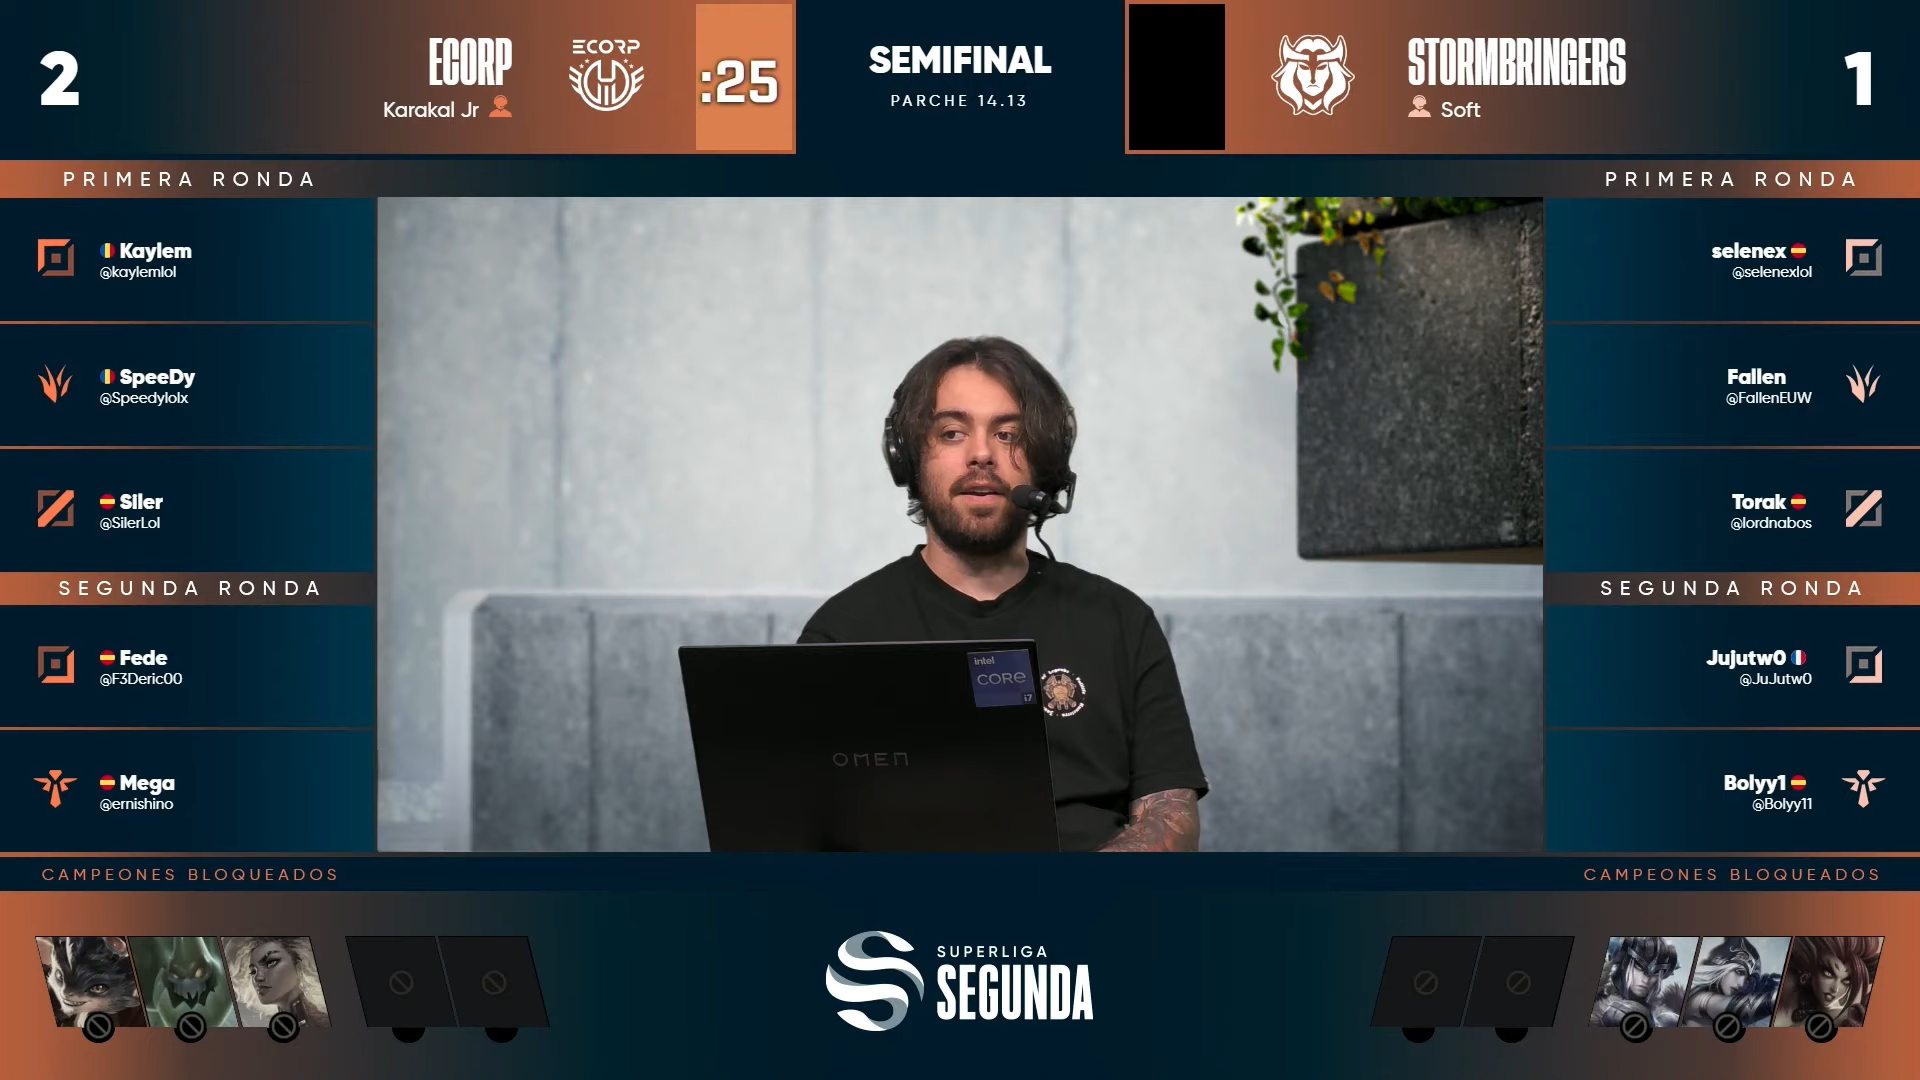 2
ECORP
Karakal Jr
ECORP
:25
SEMIFINAL
PARCHE 14.13
STORMBRINGERS
Soft
1
PRIMERA RONDA
PRIMERA RONDA
Kaylem
@kaylemlol
SpeeDy
@Speedylolx
Siler
@SilerLol
SEGUNDA RONDA
Fede
@F3Deric00
Mega
@ernishino
selenex
@selenexlol
Fallen
@FallenEUW
Torak
@lordnabos
SEGUNDA RONDA
Jujutw0
@JuJutw0
Bolyy1
@Bolyy11
intel
CORE
i7
OMEN
CAMPEONES BLOQUEADOS
CAMPEONES BLOQUEADOS
SUPERLIGA
SEGUNDA